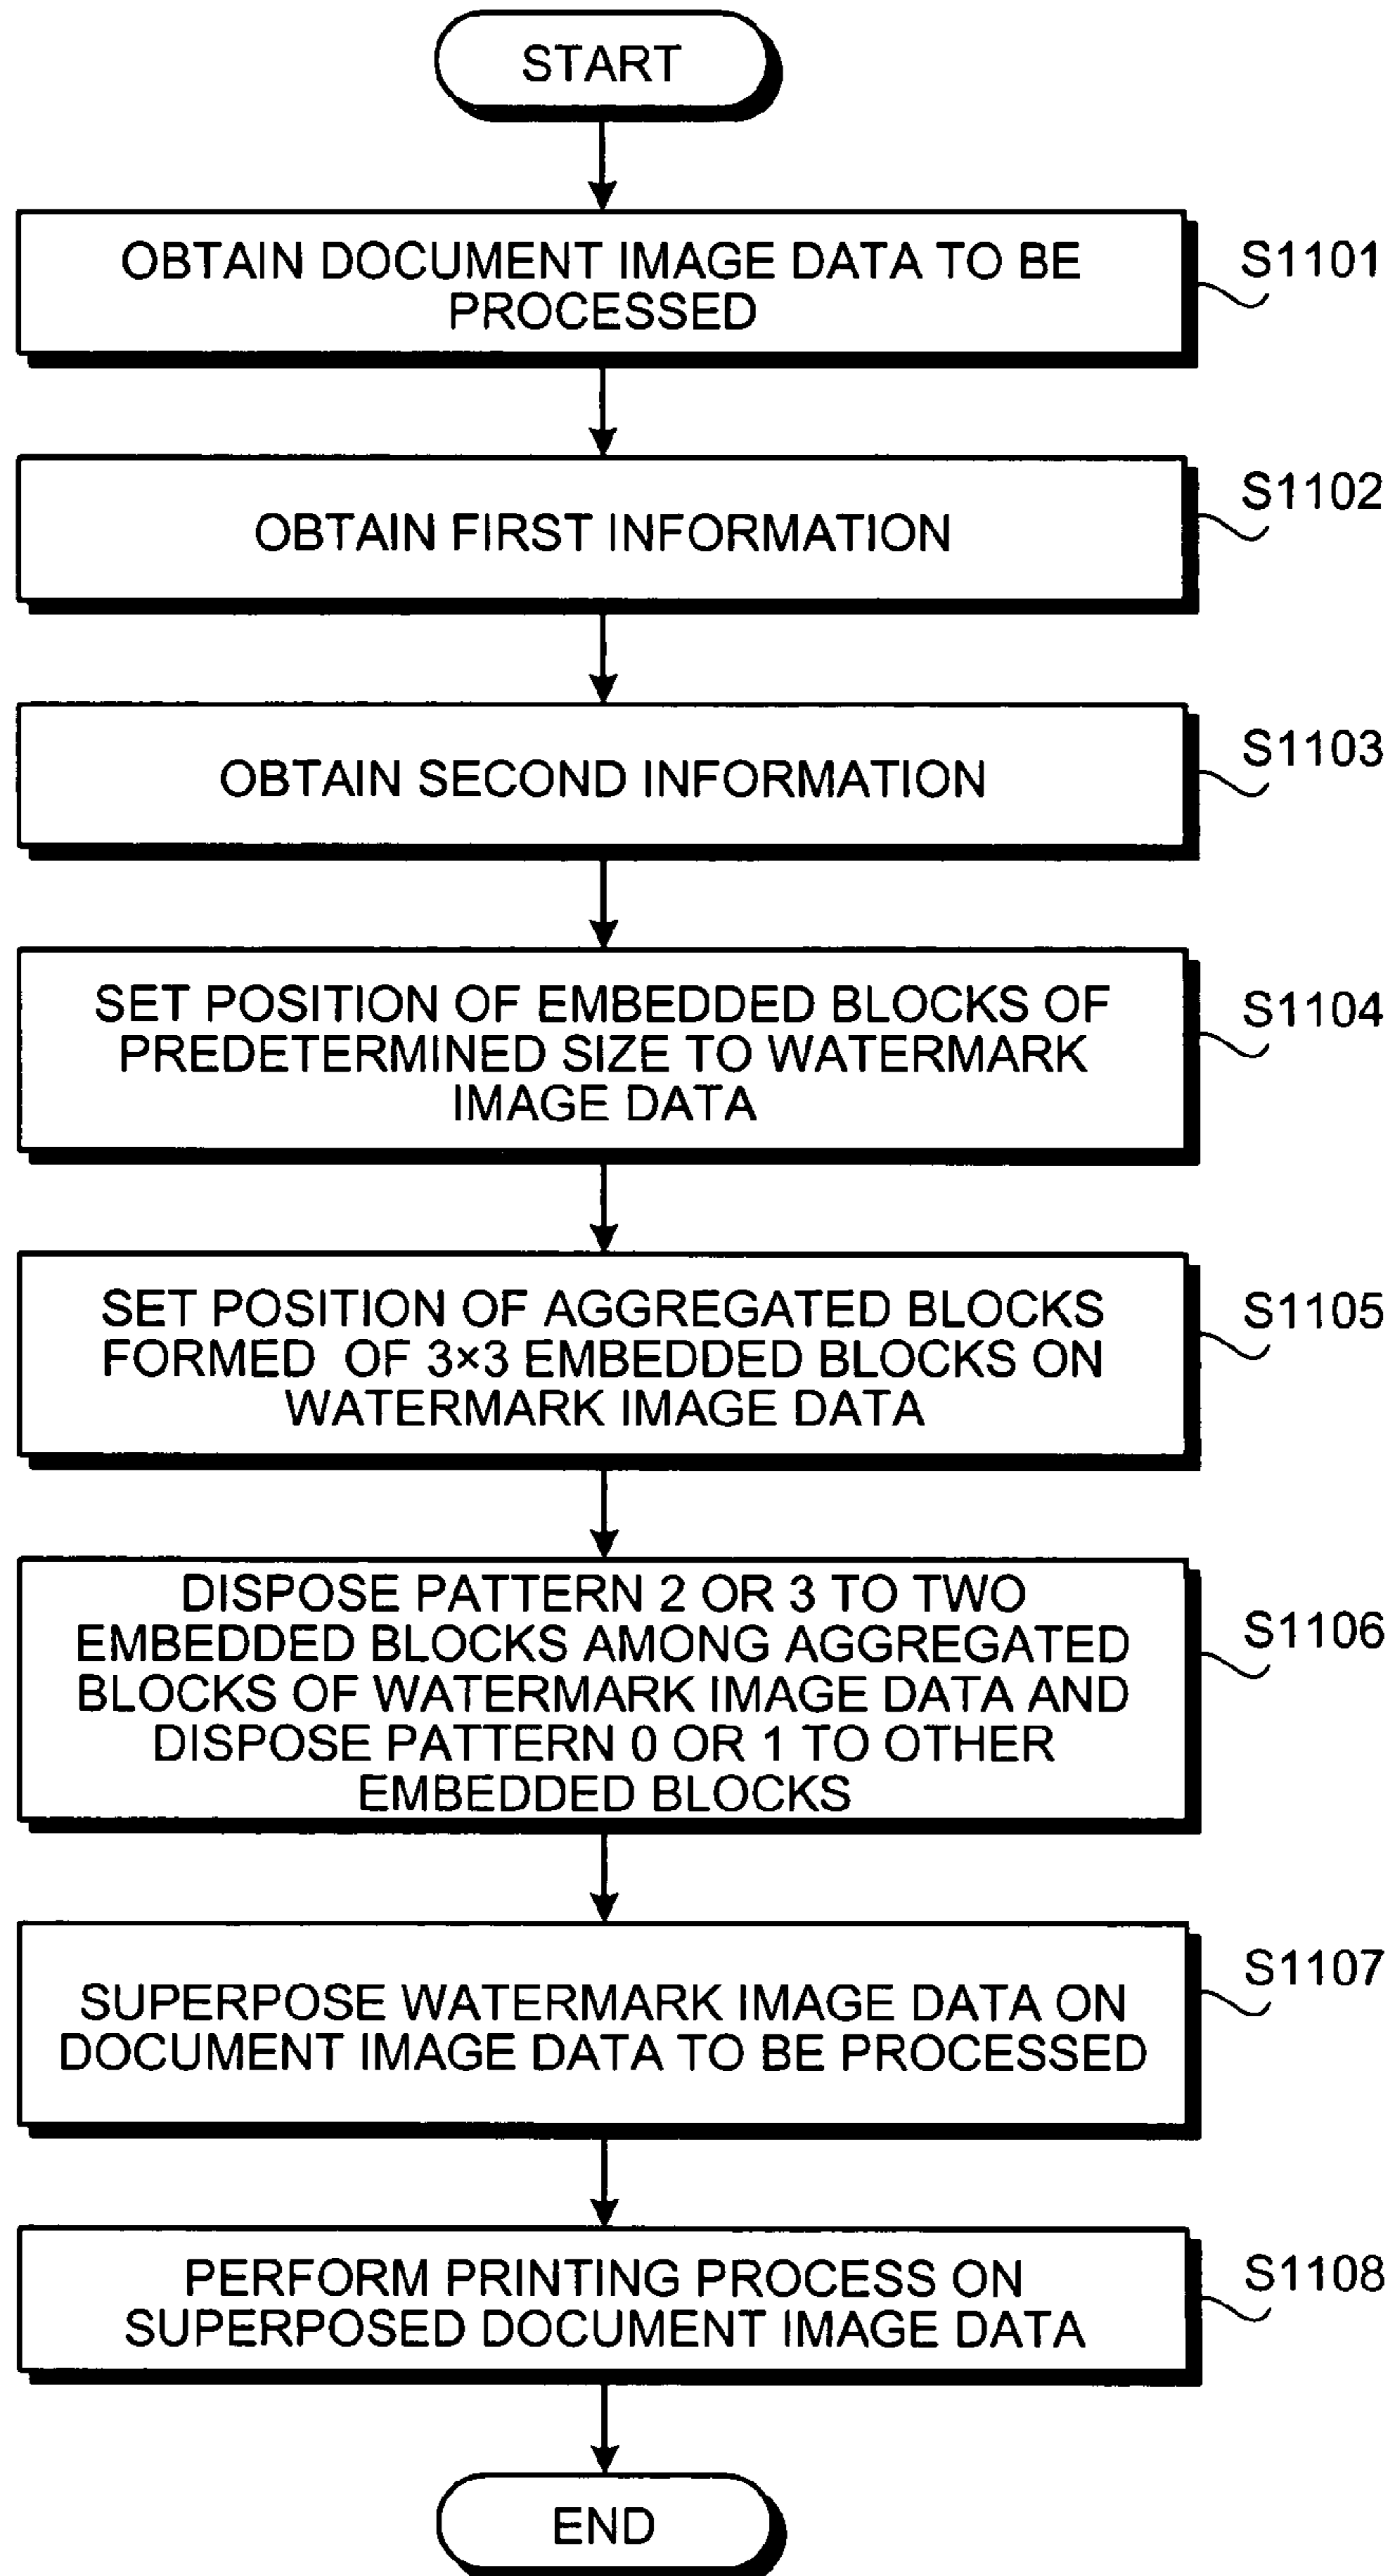 START
OBTAIN DOCUMENT IMAGE DATA TO BE
PROCESSED
S1101
OBTAIN FIRST INFORMATION
S1102
OBTAIN SECOND INFORMATION
S1103
SET POSITION OF EMBEDDED BLOCKS OF
PREDETERMINED SIZE TO WATERMARK
IMAGE DATA
S1104
SET POSITION OF AGGREGATED BLOCKS
FORMED OF 3×3 EMBEDDED BLOCKS ON
WATERMARK IMAGE DATA
S1105
DISPOSE PATTERN 2 OR 3 TO TWO
EMBEDDED BLOCKS AMONG AGGREGATED
BLOCKS OF WATERMARK IMAGE DATA AND
DISPOSE PATTERN 0 OR 1 TO OTHER
EMBEDDED BLOCKS
S1106
SUPERPOSE WATERMARK IMAGE DATA ON
DOCUMENT IMAGE DATA TO BE PROCESSED
S1107
PERFORM PRINTING PROCESS ON
SUPERPOSED DOCUMENT IMAGE DATA
S1108
END